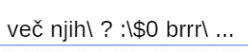 več njih\ ? :\$0 brrr\ ...